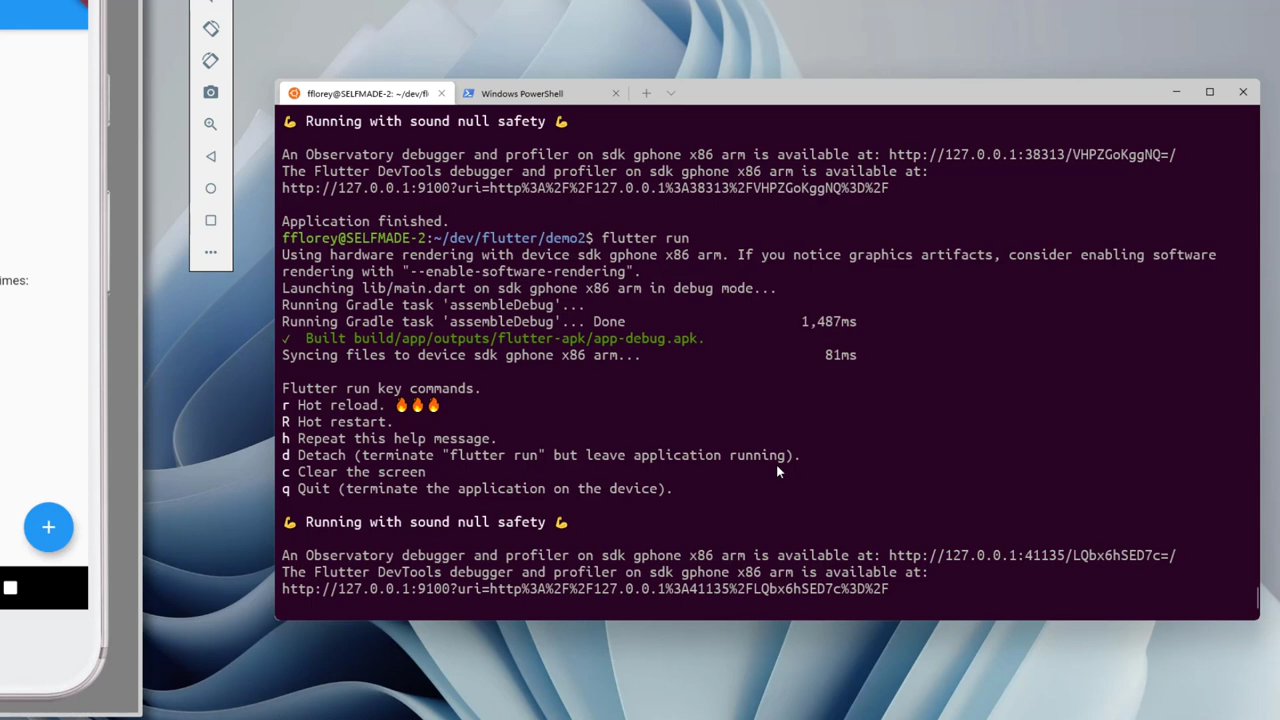 fflorey@SELFMADE-2: ~/dev/fl
Windows PowerShell
💪 Running with sound null safety 💪
An Observatory debugger and profiler on sdk gphone x86 arm is available at: http://127.0.0.1:38313/VHPZGoKggNQ=/
The Flutter DevTools debugger and profiler on sdk gphone x86 arm is available at:
http://127.0.0.1:9100?uri=http%3A%2F%2F127.0.0.1%3A38313%2FVHPZGoKggNQ%3D%2F
Application finished.
fflorey@SELFMADE-2:~/dev/flutter/demo2$ flutter run
Using hardware rendering with device sdk gphone x86 arm. If you notice graphics artifacts, consider enabling software
rendering with "--enable-software-rendering".
Launching lib/main.dart on sdk gphone x86 arm in debug mode...
Running Gradle task 'assembleDebug'...
Running Gradle task 'assembleDebug'... Done 1,487ms
✓ Built build/app/outputs/flutter-apk/app-debug.apk.
Syncing files to device sdk gphone x86 arm... 81ms
imes:
Flutter run key commands.
r Hot reload. 🔥🔥🔥
R Hot restart.
h Repeat this help message.
d Detach (terminate "flutter run" but leave application running).
c Clear the screen
q Quit (terminate the application on the device).
💪 Running with sound null safety 💪
An Observatory debugger and profiler on sdk gphone x86 arm is available at: http://127.0.0.1:41135/LQbx6hSED7c=/
The Flutter DevTools debugger and profiler on sdk gphone x86 arm is available at:
http://127.0.0.1:9100?uri=http%3A%2F%2F127.0.0.1%3A41135%2FLQbx6hSED7c%3D%2F